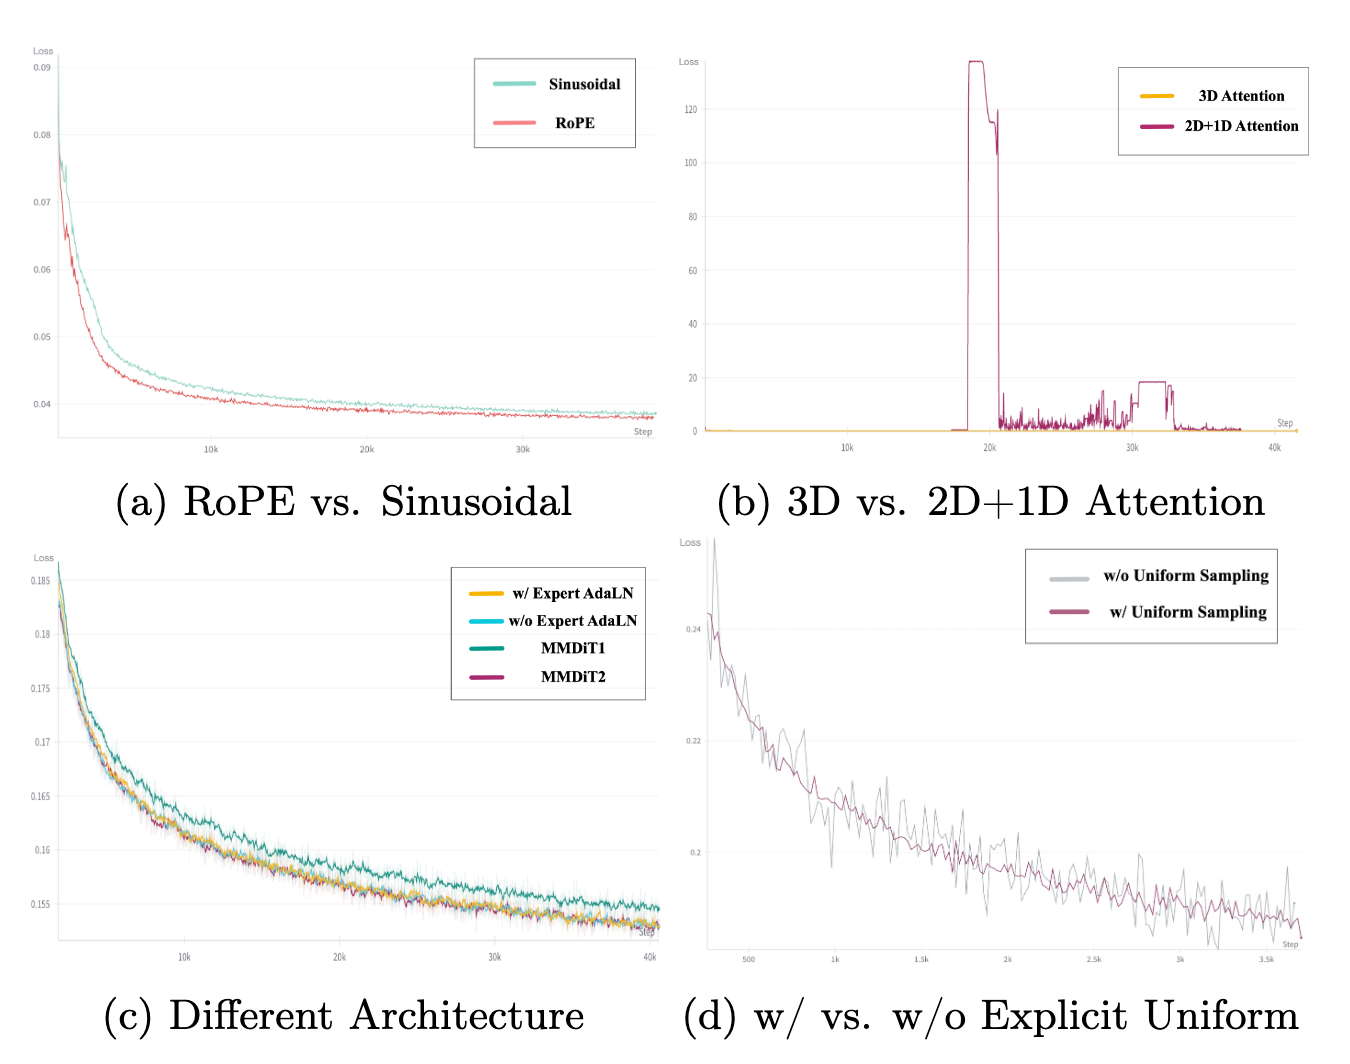 Loss
0.09
0.08
0.07
0.06
0.05
0.04
10k 20k 30k
Step
Sinusoidal
RoPE
(a) RoPE vs. Sinusoidal
Loss
120
100
80
60
40
20
0
10k 20k 30k 40k
Step
3D Attention
2D+1D Attention
(b) 3D vs. 2D+1D Attention
Loss
0.185
0.18
0.175
0.17
0.165
0.16
0.155
10k 20k 30k 40k
Step
w/ Expert AdaLN
w/o Expert AdaLN
MMDiT1
MMDiT2
(c) Different Architecture
Loss
0.24
0.22
0.2
500 1k 1.5k 2k 2.5k 3k 3.5k
Step
w/o Uniform Sampling
w/ Uniform Sampling
(d) w/ vs. w/o Explicit Uniform